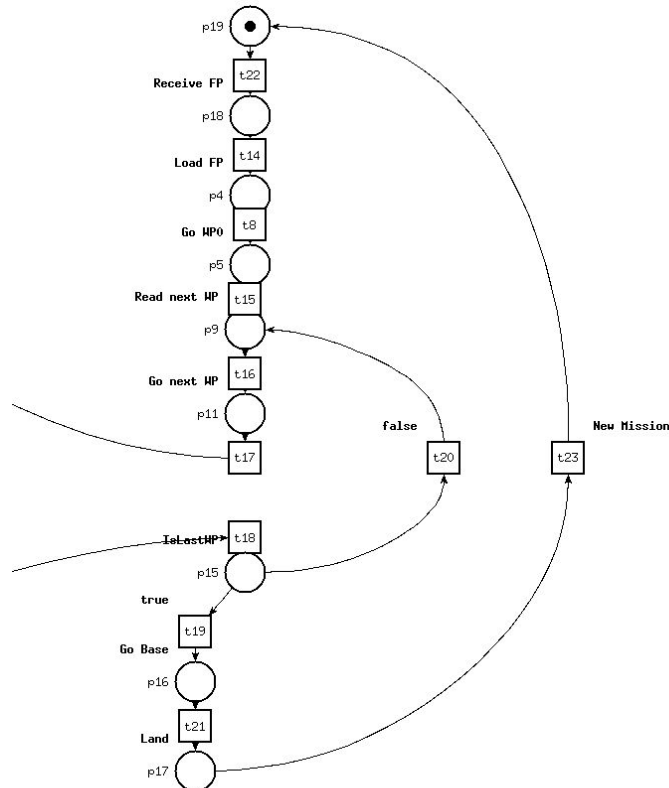 p19
t22
Receive FP
p18
t14
Load FP
p4
t8
Go WP0
p5
Read next WP
t15
p9
t16
Go next WP
p11
false
New Mission
t17
t20
t23
IsLastWP
t18
p15
true
t19
Go Base
p16
t21
Land
p17